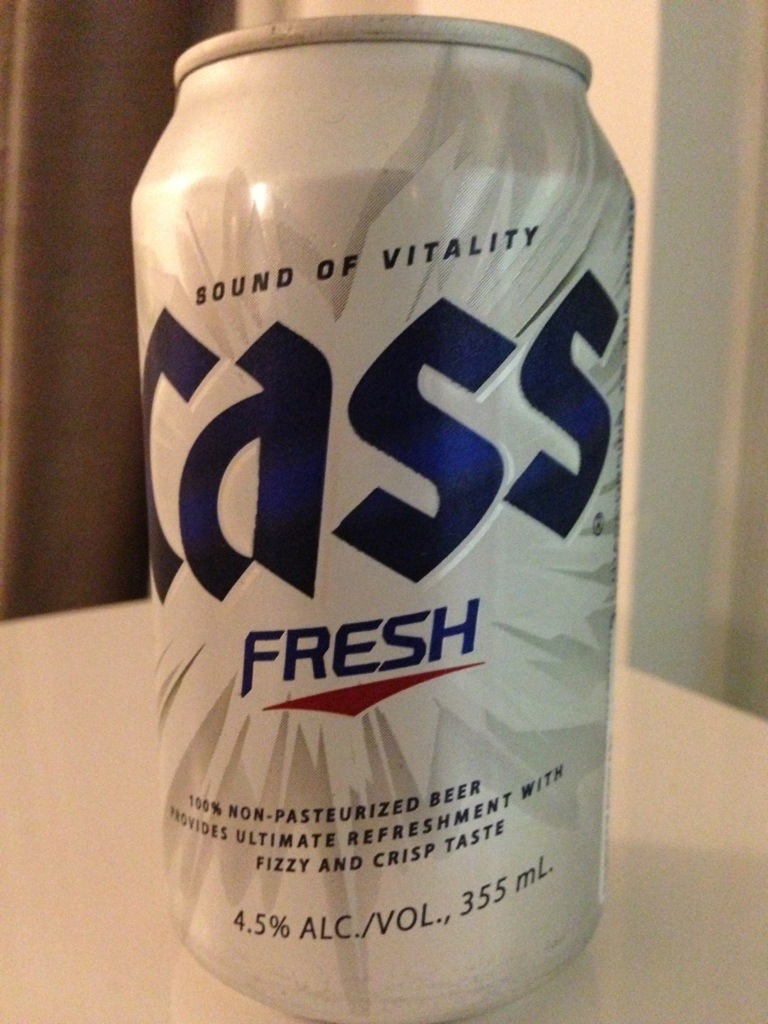 SOUND OF VITALITY
cass
®
FRESH
100% NON-PASTEURIZED BEER
PROVIDES ULTIMATE REFRESHMENT WITH
FIZZY AND CRISP TASTE
4.5% ALC./VOL., 355 mL.